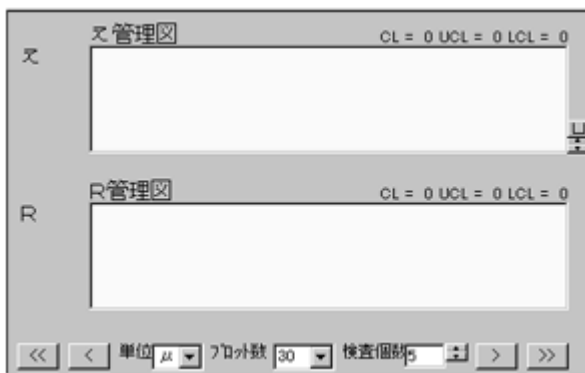 X̄ 管理図 CL = 0 UCL = 0 LCL = 0
X̄
R管理図 CL = 0 UCL = 0 LCL = 0
R
<< < 単位 μ プロット数 30 検査個数 5 > >>